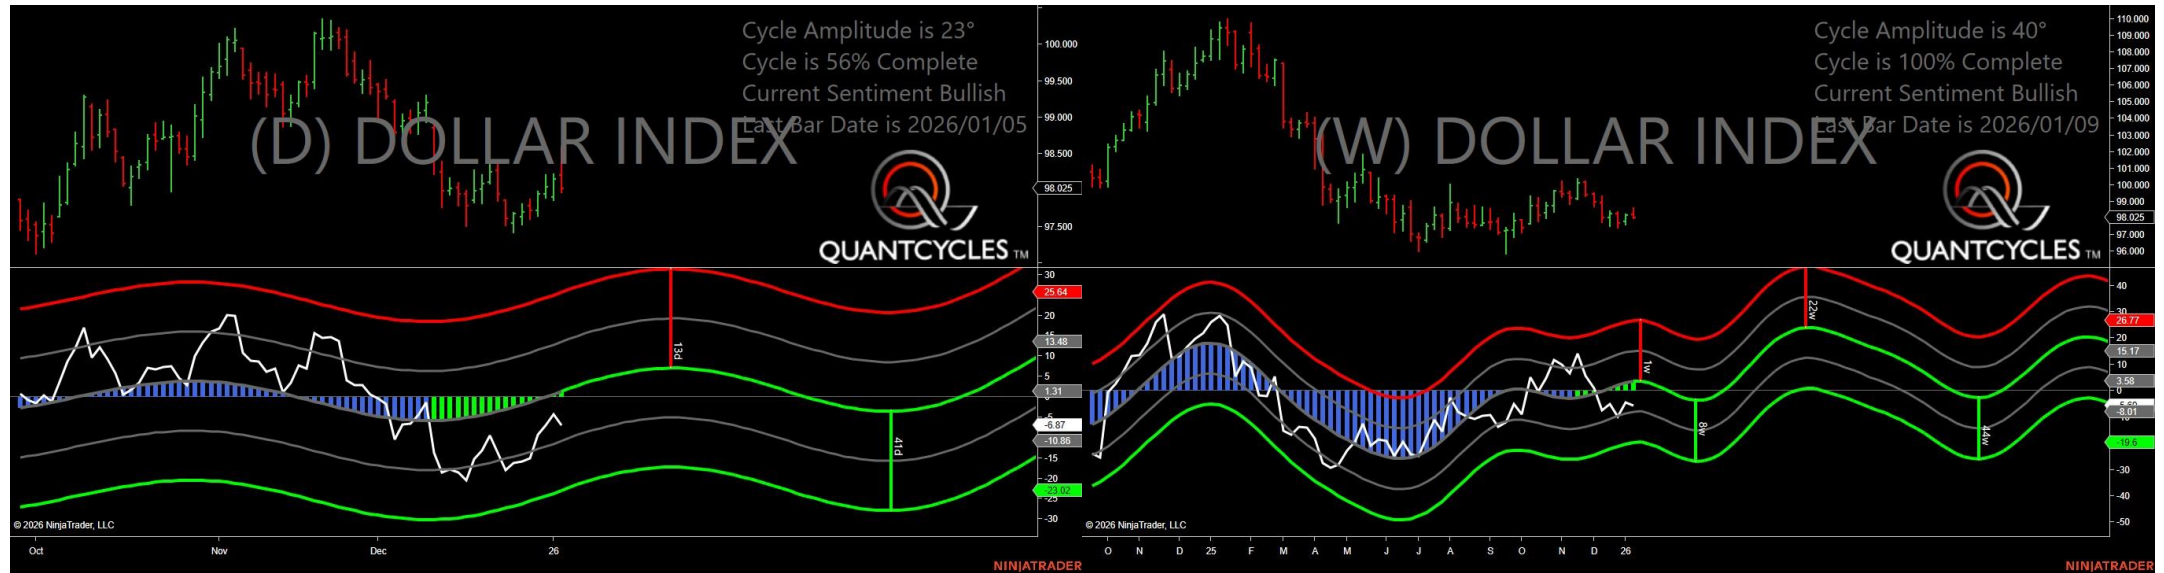 Cycle Amplitude is 23°
Cycle is 56% Complete
Current Sentiment Bullish
Last Bar Date is 2026/01/05
(D) DOLLAR INDEX
QUANTCYCLES TM
100.000
99.500
99.000
98.500
98.025
97.500
30
25.64
20
15
13.48
10
5
1.31
-5
-6.87
-10.86
-15
-20
-23.02
-25
-30
13d
41d
© 2026 NinjaTrader, LLC
Oct Nov Dec 26
NINJATRADER
Cycle Amplitude is 40°
Cycle is 100% Complete
Current Sentiment Bullish
Last Bar Date is 2026/01/09
(W) DOLLAR INDEX
QUANTCYCLES TM
110.000
109.000
108.000
107.000
106.000
105.000
104.000
103.000
102.000
101.000
100.000
99.000
98.025
97.000
96.000
40
30
26.77
20
15.17
10
3.58
0
-8.01
-19.6
-30
-40
-50
1w
8w
22w
44w
© 2026 NinjaTrader, LLC
O N D 25 F M A M J J A S O N D 26
NINJATRADER